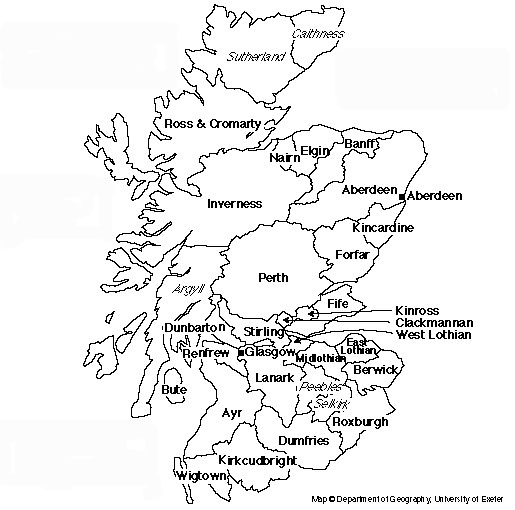 Caithness
Sutherland
Ross & Cromarty
Nairn
Elgin
Banff
Aberdeen
Aberdeen
Inverness
Kincardine
Forfar
Perth
Argyll
Fife
Kinross
Clackmannan
West Lothian
Dunbarton
Stirling
Renfrew
Glasgow
Midlothian
East
Lothian
Berwick
Lanark
Peebles
Selkirk
Bute
Ayr
Roxburgh
Dumfries
Kirkcudbright
Wigtown
Map © Department of Geography, University of Exeter